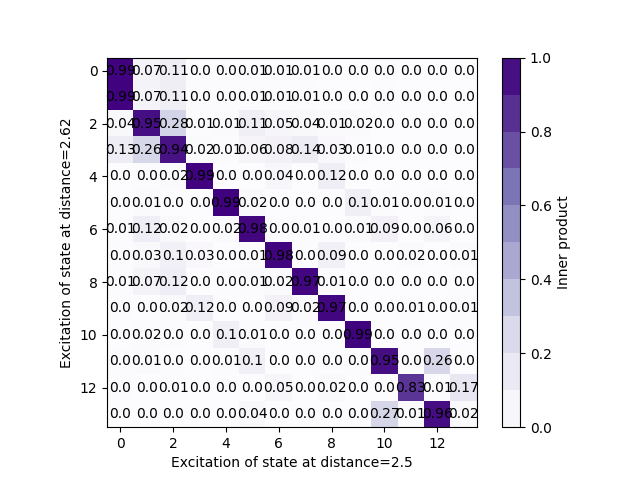 0 0.99 0.07 0.11 0.0 0.0 0.01 0.01 0.01 0.0 0.0 0.0 0.0 0.0 0.0
0.99 0.07 0.11 0.0 0.0 0.01 0.01 0.01 0.0 0.0 0.0 0.0 0.0 0.0
2 0.04 0.95 0.28 0.01 0.01 0.11 0.05 0.04 0.01 0.02 0.0 0.0 0.0 0.0
0.13 0.26 0.94 0.02 0.01 0.06 0.08 0.14 0.03 0.01 0.0 0.0 0.0 0.0
4 0.0 0.0 0.02 0.99 0.0 0.0 0.04 0.0 0.12 0.0 0.0 0.0 0.0 0.0
0.0 0.01 0.0 0.0 0.99 0.02 0.0 0.0 0.0 0.1 0.01 0.0 0.01 0.0
6 0.01 0.12 0.02 0.0 0.02 0.98 0.0 0.01 0.0 0.01 0.09 0.0 0.06 0.0
0.0 0.03 0.1 0.03 0.0 0.01 0.98 0.0 0.09 0.0 0.0 0.02 0.0 0.01
8 0.01 0.07 0.12 0.0 0.0 0.01 0.02 0.97 0.01 0.0 0.0 0.0 0.0 0.0
0.0 0.0 0.02 0.12 0.0 0.0 0.09 0.02 0.97 0.0 0.0 0.01 0.0 0.01
10 0.0 0.02 0.0 0.0 0.1 0.01 0.0 0.0 0.0 0.99 0.0 0.0 0.0 0.0
0.0 0.01 0.0 0.0 0.01 0.1 0.0 0.0 0.0 0.0 0.95 0.0 0.26 0.0
12 0.0 0.0 0.01 0.0 0.0 0.0 0.05 0.0 0.02 0.0 0.0 0.83 0.01 0.17
0.0 0.0 0.0 0.0 0.0 0.04 0.0 0.0 0.0 0.0 0.27 0.01 0.96 0.02
0 2 4 6 8 10 12
Excitation of state at distance=2.5
Excitation of state at distance=2.62
1.0
0.8
0.6
0.4
0.2
0.0
Inner product